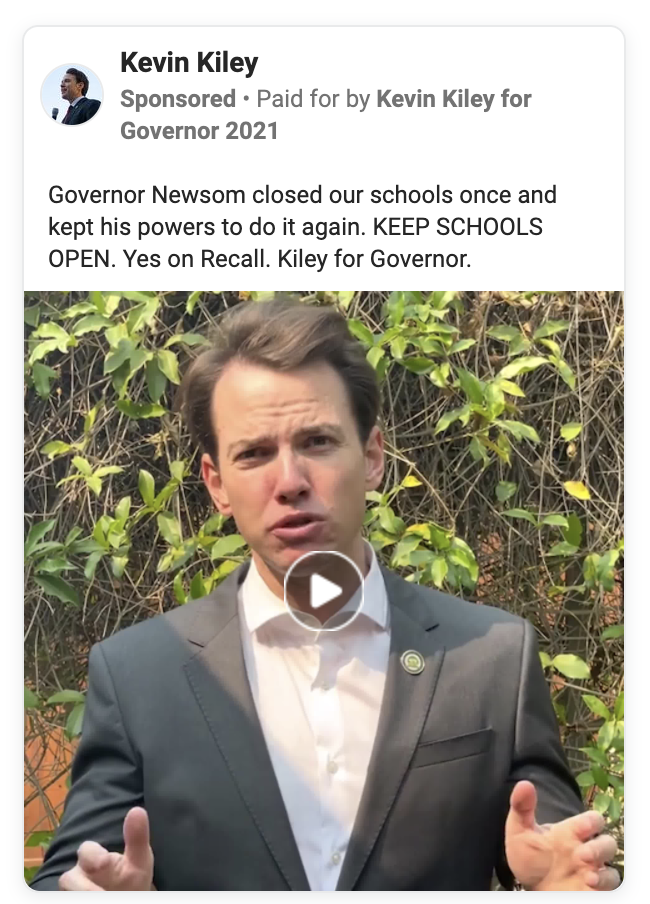 Kevin Kiley
Sponsored • Paid for by Kevin Kiley for
Governor 2021
Governor Newsom closed our schools once and
kept his powers to do it again. KEEP SCHOOLS
OPEN. Yes on Recall. Kiley for Governor.